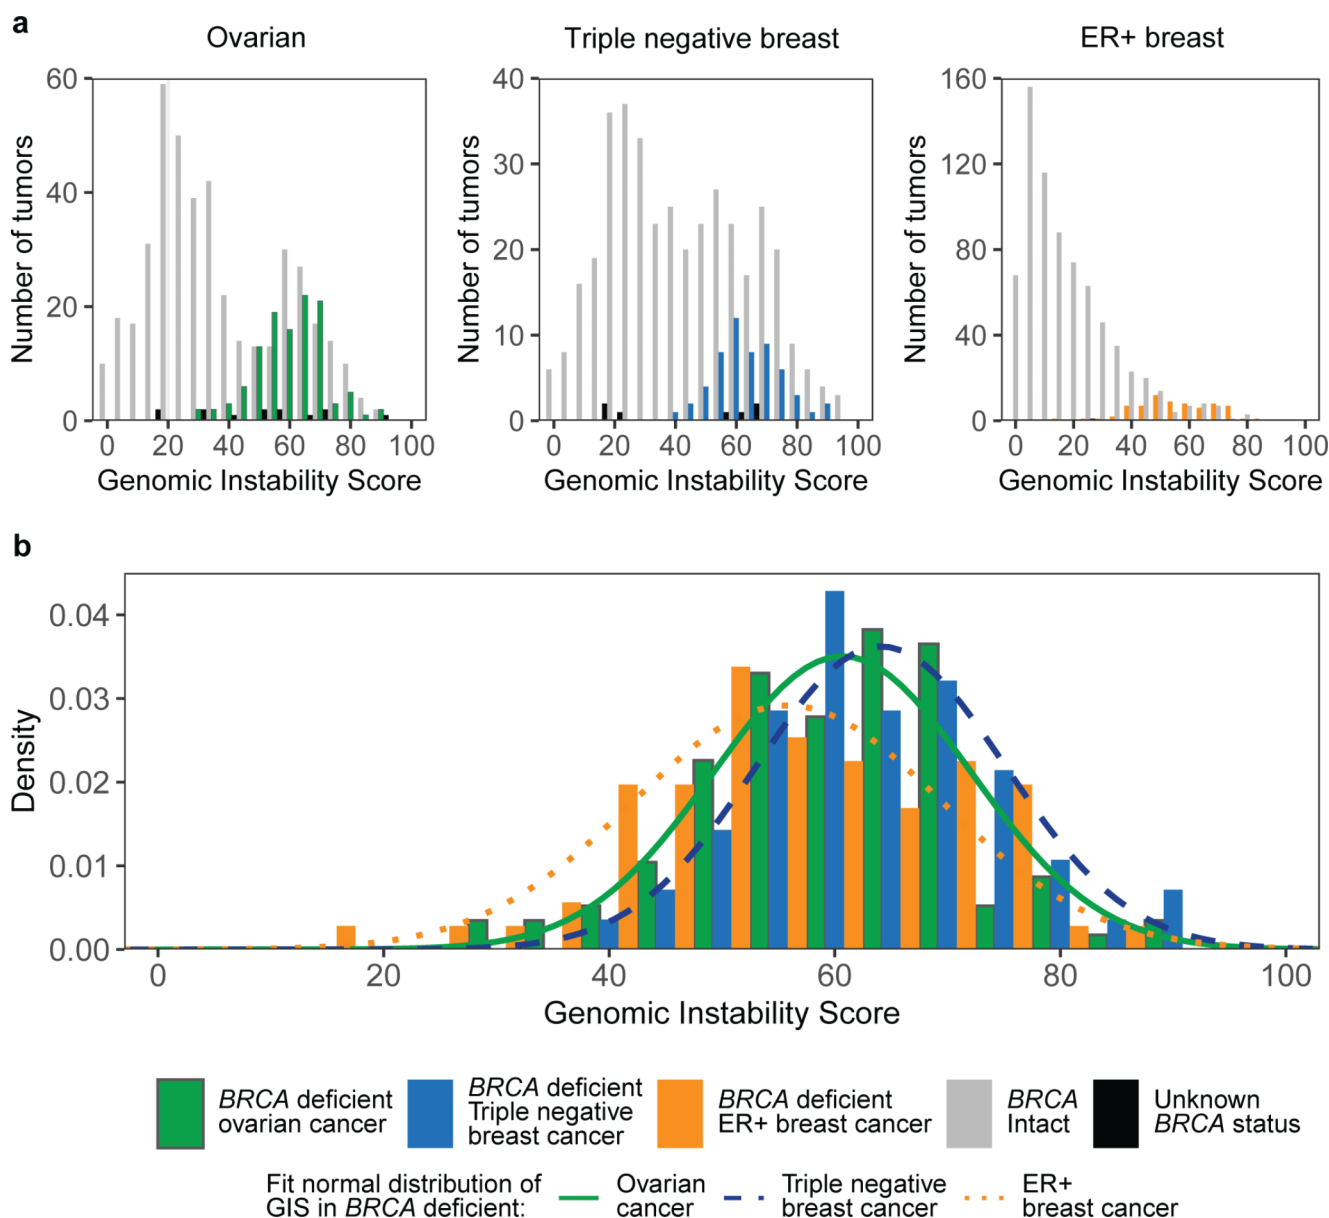 a
Ovarian
Triple negative breast
ER+ breast
Number of tumors
60
40
20
0
0 20 40 60 80 100
Genomic Instability Score
Number of tumors
40
30
20
10
0
0 20 40 60 80 100
Genomic Instability Score
Number of tumors
160
120
80
40
0
0 20 40 60 80 100
Genomic Instability Score
b
Density
0.04
0.03
0.02
0.01
0.00
0 20 40 60 80 100
Genomic Instability Score
BRCA deficient
ovarian cancer
BRCA deficient
Triple negative
breast cancer
BRCA deficient
ER+ breast cancer
BRCA
Intact
Unknown
BRCA status
Fit normal distribution of
GIS in BRCA deficient:
Ovarian
cancer
Triple negative
breast cancer
ER+
breast cancer